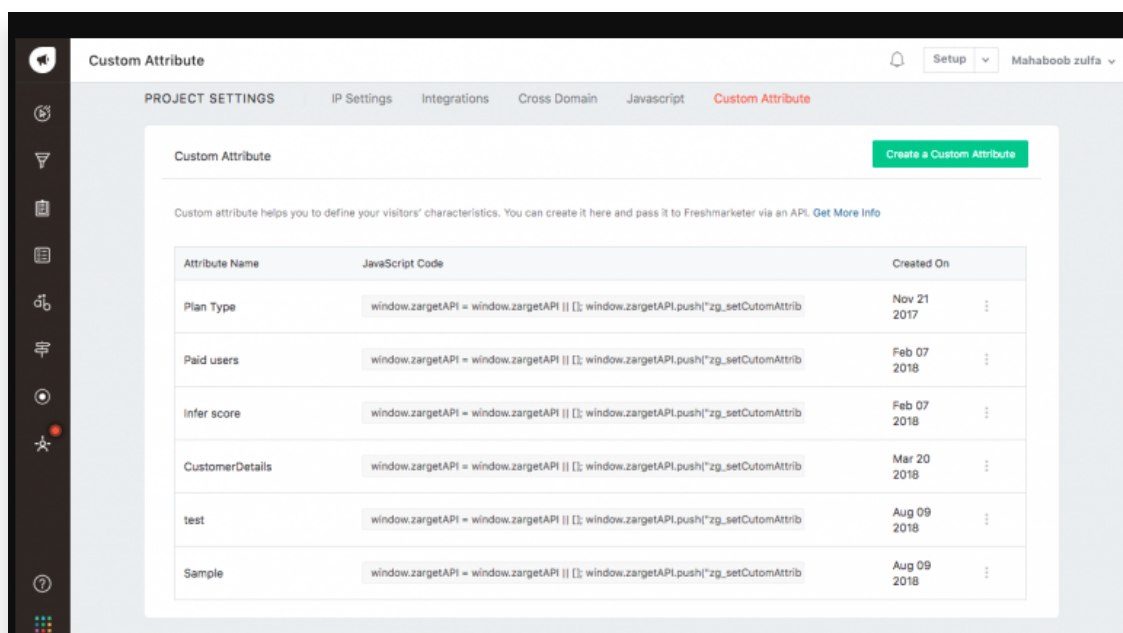 Custom Attribute
Setup
Mahaboob zulfa
PROJECT SETTINGS
IP Settings
Integrations
Cross Domain
Javascript
Custom Attribute
Custom Attribute
Create a Custom Attribute
Custom attribute helps you to define your visitors' characteristics. You can create it here and pass it to Freshmarketer via an API. Get More Info
Attribute Name
JavaScript Code
Created On
Plan Type
window.zargetAPI = window.zargetAPI || []; window.zargetAPI.push("zg_setCutomAttrib
Nov 21
2017
Paid users
window.zargetAPI = window.zargetAPI || []; window.zargetAPI.push("zg_setCutomAttrib
Feb 07
2018
Infer score
window.zargetAPI = window.zargetAPI || []; window.zargetAPI.push("zg_setCutomAttrib
Feb 07
2018
CustomerDetails
window.zargetAPI = window.zargetAPI || []; window.zargetAPI.push("zg_setCutomAttrib
Mar 20
2018
test
window.zargetAPI = window.zargetAPI || []; window.zargetAPI.push("zg_setCutomAttrib
Aug 09
2018
Sample
window.zargetAPI = window.zargetAPI || []; window.zargetAPI.push("zg_setCutomAttrib
Aug 09
2018